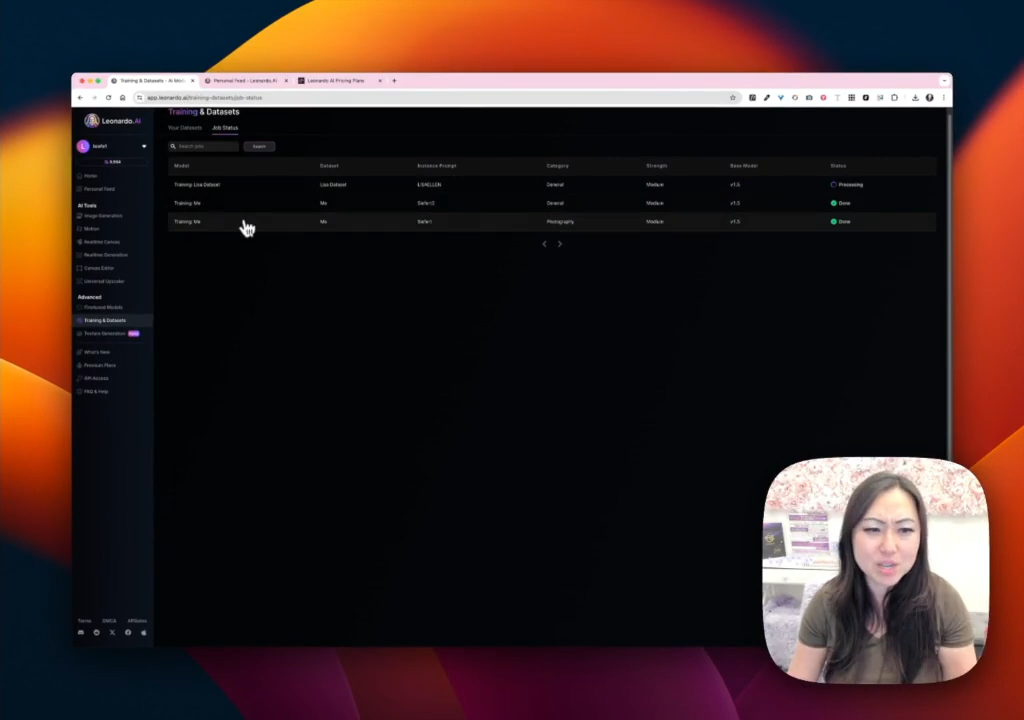 Training & Datasets - AI Mod
Personal Feed - Leonardo.Ai
Leonardo AI Pricing Plans
app.leonardo.ai/training-datasets/job-status
Leonardo.Ai
Training & Datasets
Your Datasets
Job Status
Search jobs
Search
Model
Dataset
Instance Prompt
Category
Strength
Base Model
Status
Training: Lisa Dataset
Lisa Dataset
LISAELLEN
General
Medium
v1.5
Processing
Training: Me
Me
General
Medium
v1.5
Done
Training: Me
Me
Photography
Medium
v1.5
Done
Home
Personal Feed
AI Tools
Image Generation
Motion
Realtime Canvas
Realtime Generation
Canvas Editor
Universal Upscaler
Advanced
Finetuned Models
Training & Datasets
Texture Generation
What's New
Premium Plans
API Access
FAQ & Help
Terms
DMCA
Affiliates